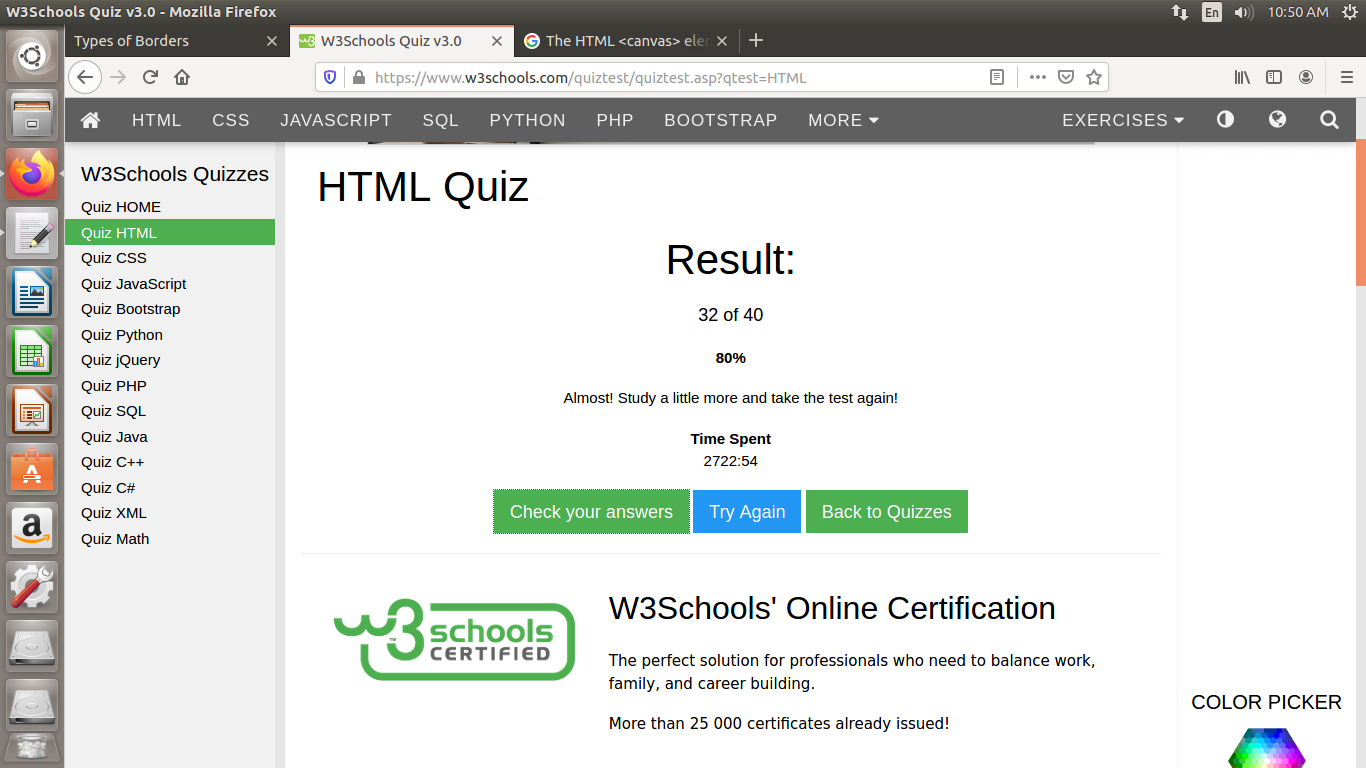 W3Schools Quiz v3.0 - Mozilla Firefox
En
10:50 AM
Types of Borders
W3Schools Quiz v3.0
The HTML <canvas> ele
https://www.w3schools.com/quiztest/quiztest.asp?qtest=HTML
HTML CSS JAVASCRIPT SQL PYTHON PHP BOOTSTRAP MORE EXERCISES
W3Schools Quizzes
Quiz HOME
Quiz HTML
Quiz CSS
Quiz JavaScript
Quiz Bootstrap
Quiz Python
Quiz jQuery
Quiz PHP
Quiz SQL
Quiz Java
Quiz C++
Quiz C#
Quiz XML
Quiz Math
HTML Quiz
Result:
32 of 40
80%
Almost! Study a little more and take the test again!
Time Spent
2722:54
Check your answers Try Again Back to Quizzes
w3schools
™
CERTIFIED
W3Schools' Online Certification
The perfect solution for professionals who need to balance work,
family, and career building.
More than 25 000 certificates already issued!
COLOR PICKER